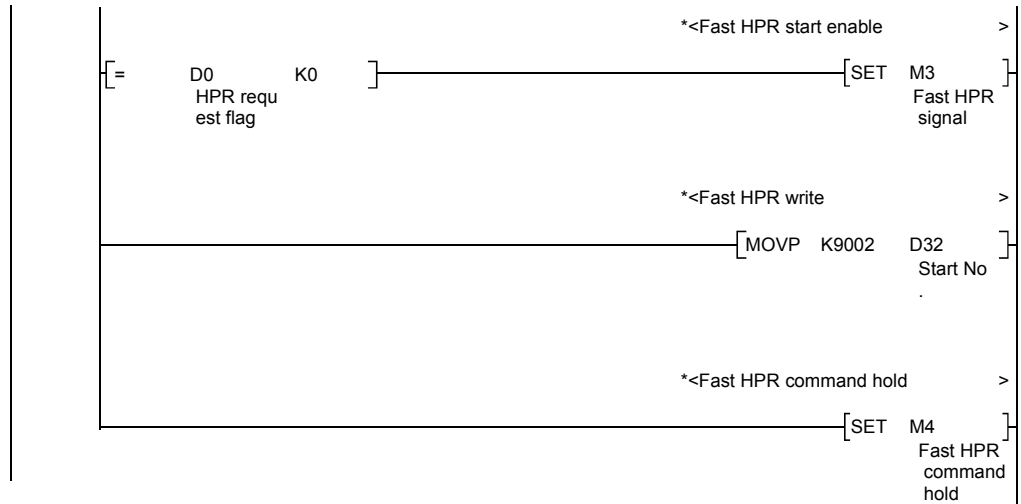 *<Fast HPR start enable >
[= D0 K0 ] [SET M3 ]
HPR requ Fast HPR
est flag signal
*<Fast HPR write >
[MOVP K9002 D32 ]
Start No
.
*<Fast HPR command hold >
[SET M4 ]
Fast HPR
command
hold